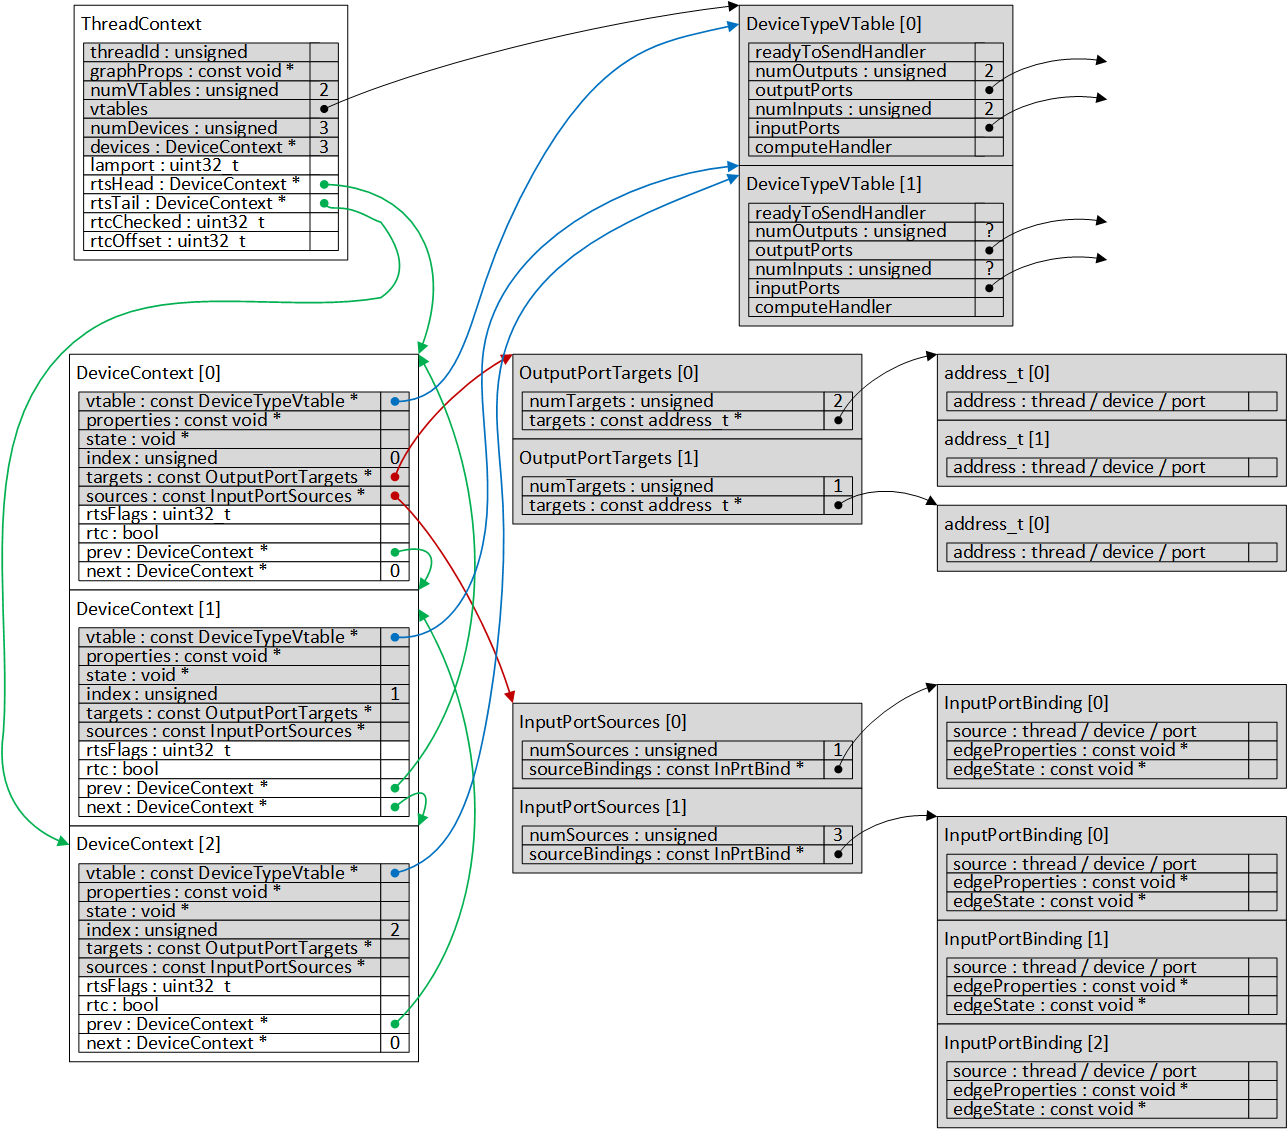 ThreadContext
threadId : unsigned
graphProps : const void *
numVTables : unsigned 2
vtables
numDevices : unsigned 3
devices : DeviceContext * 3
lamport : uint32_t
rtsHead : DeviceContext *
rtsTail : DeviceContext *
rtcChecked : uint32_t
rtcOffset : uint32_t
DeviceTypeVTable [0]
readyToSendHandler
numOutputs : unsigned 2
outputPorts
numInputs : unsigned 2
inputPorts
computeHandler
DeviceTypeVTable [1]
readyToSendHandler
numOutputs : unsigned ?
outputPorts
numInputs : unsigned ?
inputPorts
computeHandler
DeviceContext [0]
vtable : const DeviceTypeVtable *
properties : const void *
state : void *
index : unsigned 0
targets : const OutputPortTargets *
sources : const InputPortSources *
rtsFlags : uint32_t
rtc : bool
prev : DeviceContext *
next : DeviceContext * 0
DeviceContext [1]
vtable : const DeviceTypeVtable *
properties : const void *
state : void *
index : unsigned 1
targets : const OutputPortTargets *
sources : const InputPortSources *
rtsFlags : uint32_t
rtc : bool
prev : DeviceContext *
next : DeviceContext *
DeviceContext [2]
vtable : const DeviceTypeVtable *
properties : const void *
state : void *
index : unsigned 2
targets : const OutputPortTargets *
sources : const InputPortSources *
rtsFlags : uint32_t
rtc : bool
prev : DeviceContext *
next : DeviceContext * 0
OutputPortTargets [0]
numTargets : unsigned 2
targets : const address_t *
OutputPortTargets [1]
numTargets : unsigned 1
targets : const address_t *
address_t [0]
address : thread / device / port
address_t [1]
address : thread / device / port
address_t [0]
address : thread / device / port
InputPortSources [0]
numSources : unsigned 1
sourceBindings : const InPrtBind *
InputPortSources [1]
numSources : unsigned 3
sourceBindings : const InPrtBind *
InputPortBinding [0]
source : thread / device / port
edgeProperties : const void *
edgeState : const void *
InputPortBinding [0]
source : thread / device / port
edgeProperties : const void *
edgeState : const void *
InputPortBinding [1]
source : thread / device / port
edgeProperties : const void *
edgeState : const void *
InputPortBinding [2]
source : thread / device / port
edgeProperties : const void *
edgeState : const void *